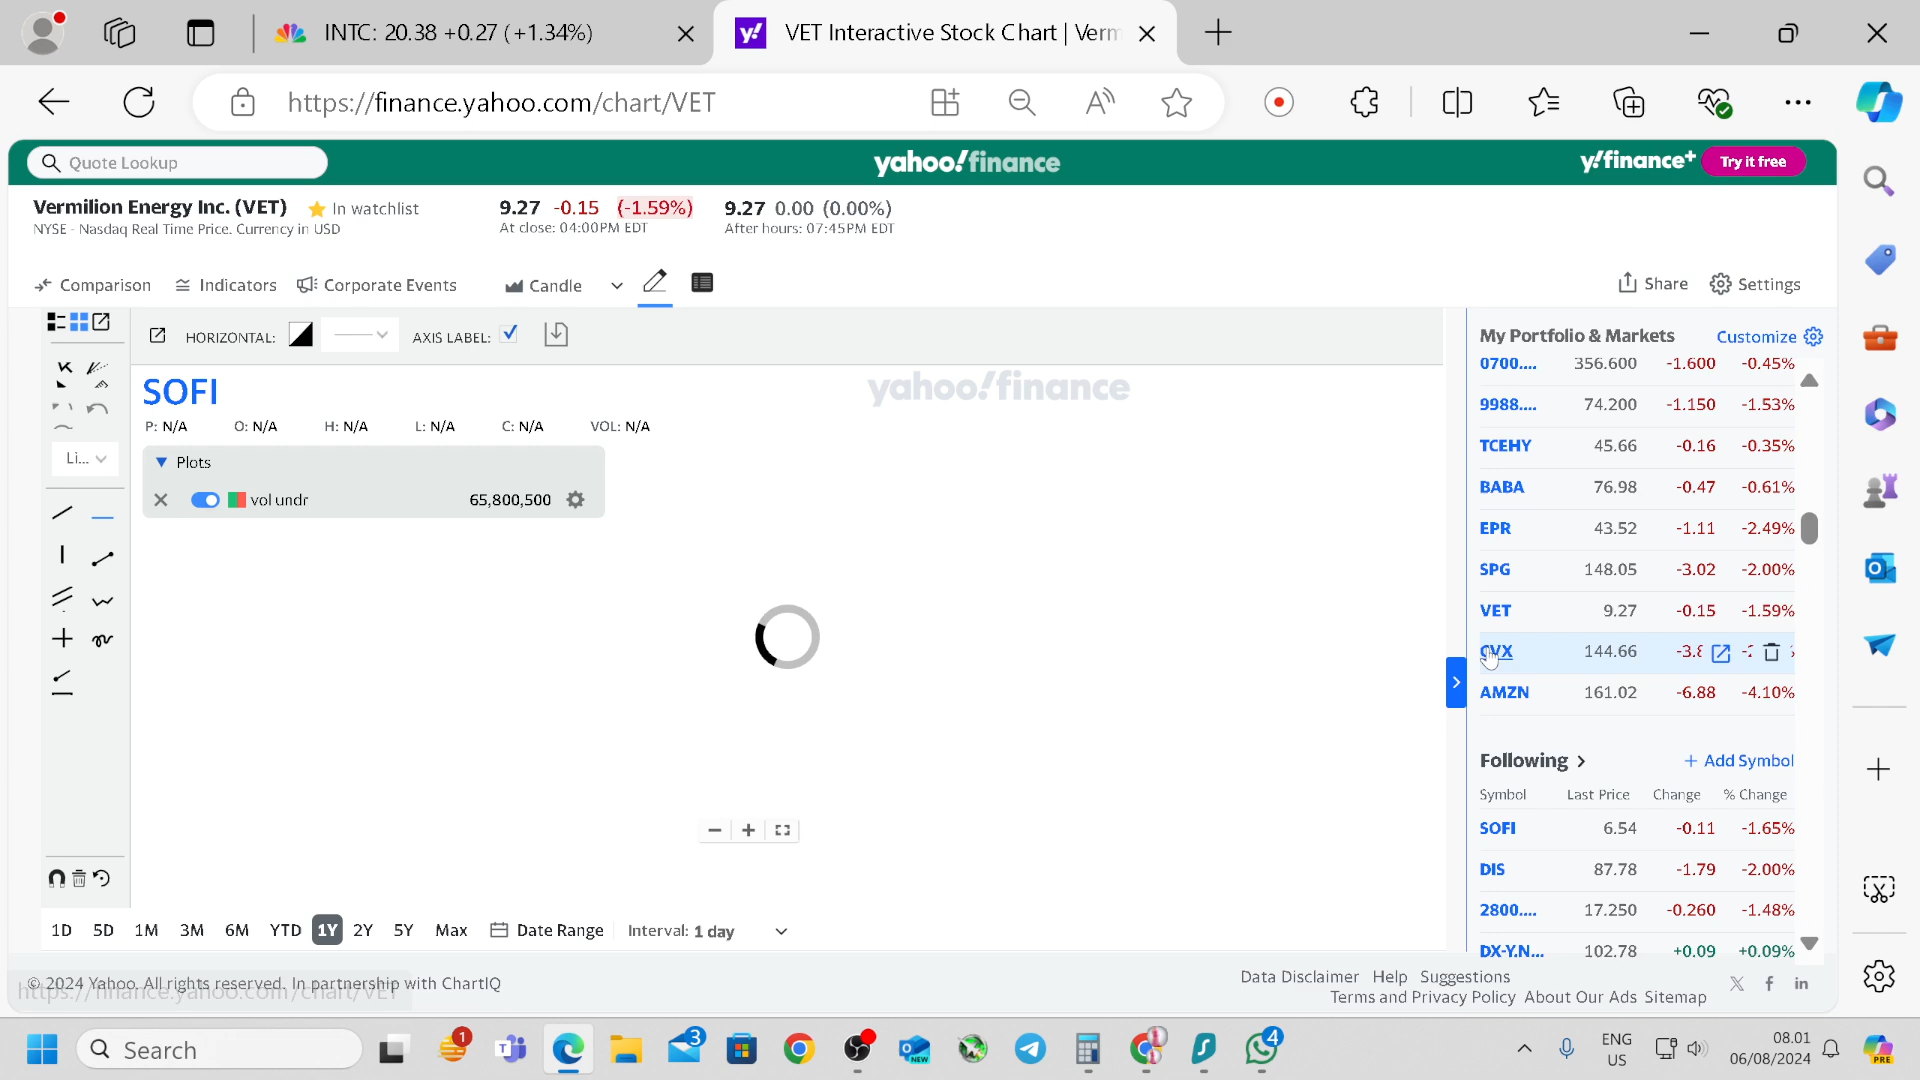 INTC: 20.38 +0.27 (+1.34%)
VET Interactive Stock Chart | Verm
https://finance.yahoo.com/chart/VET
Quote Lookup
yahoo!finance
y!finance+ Try it free
Vermilion Energy Inc. (VET) In watchlist
NYSE - Nasdaq Real Time Price. Currency in USD
9.27 -0.15 (-1.59%)
At close: 04:00PM EDT
9.27 0.00 (0.00%)
After hours: 07:45PM EDT
Comparison Indicators Corporate Events Candle
Share Settings
HORIZONTAL: AXIS LABEL:
SOFI
yahoo!finance
P: N/A O: N/A H: N/A L: N/A C: N/A VOL: N/A
Plots
vol undr 65,800,500
Li...
My Portfolio & Markets Customize
0700.... 356.600 -1.600 -0.45%
9988.... 74.200 -1.150 -1.53%
TCEHY 45.66 -0.16 -0.35%
BABA 76.98 -0.47 -0.61%
EPR 43.52 -1.11 -2.49%
SPG 148.05 -3.02 -2.00%
VET 9.27 -0.15 -1.59%
CVX 144.66
AMZN 161.02 -6.88 -4.10%
Following + Add Symbol
Symbol Last Price Change % Change
SOFI 6.54 -0.11 -1.65%
DIS 87.78 -1.79 -2.00%
2800.... 17.250 -0.260 -1.48%
DX-Y.N... 102.78 +0.09 +0.09%
1D 5D 1M 3M 6M YTD 1Y 2Y 5Y Max Date Range Interval: 1 day
© 2024 Yahoo. All rights reserved. In partnership with ChartIQ
https://finance.yahoo.com/chart/VET
Data Disclaimer Help Suggestions
Terms and Privacy Policy About Our Ads Sitemap
Search
1
3
NEW
4
ENG
US
08.01
06/08/2024
PRE